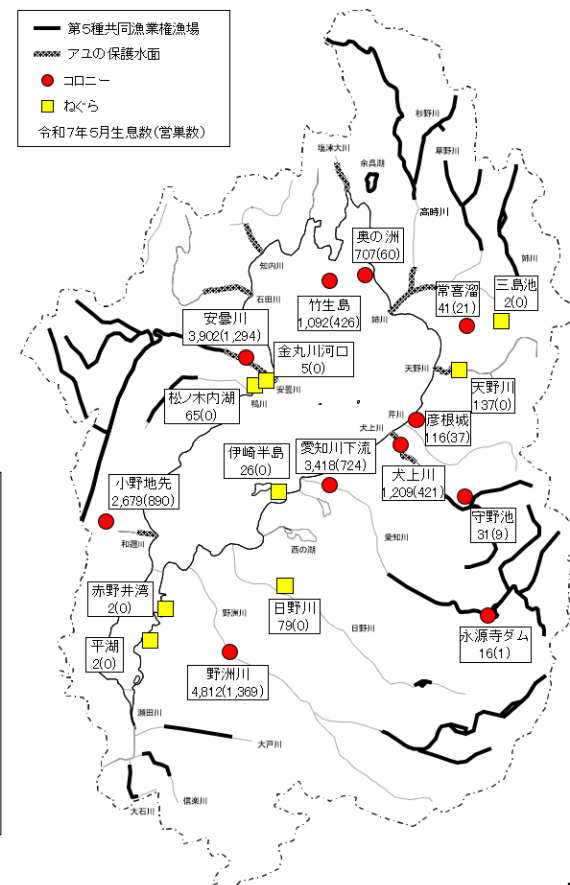 第5種共同漁業権漁場
アユの保護水面
コロニー
ねぐら
令和7年5月生息数(営巣数)
杉野川
塩津大川
余呉湖
草野川
高時川
姉川
奥の洲
707(60)
知内川
三島池
2(0)
常喜溜
41(21)
石田川
竹生島
1,092(426)
姉川
安曇川
3,902(1,294)
金丸川河口
5(0)
天野川
天野川
137(0)
安曇川
松ノ木内湖
65(0)
鴨川
芹川
彦根城
116(37)
犬上川
伊崎半島
26(0)
愛知川下流
3,418(724)
犬上川
1,209(421)
小野地先
2,679(890)
守野池
31(9)
和邇川
西の湖
愛知川
赤野井湾
2(0)
野洲川
日野川
79(0)
日野川
永源寺ダム
16(1)
平湖
2(0)
野洲川
4,812(1,369)
瀬田川
大戸川
大石川
信楽川